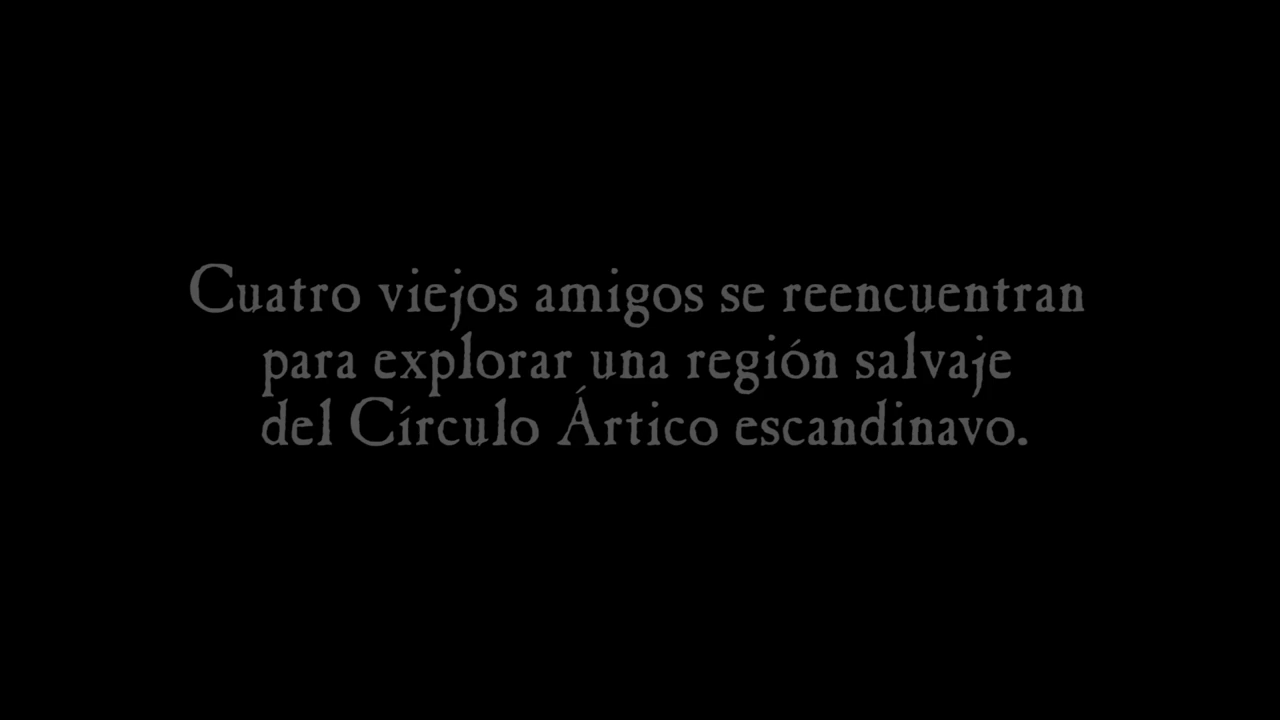 Cuatro viejos amigos se reencuentran
para explorar una región salvaje
del Círculo Ártico escandinavo.